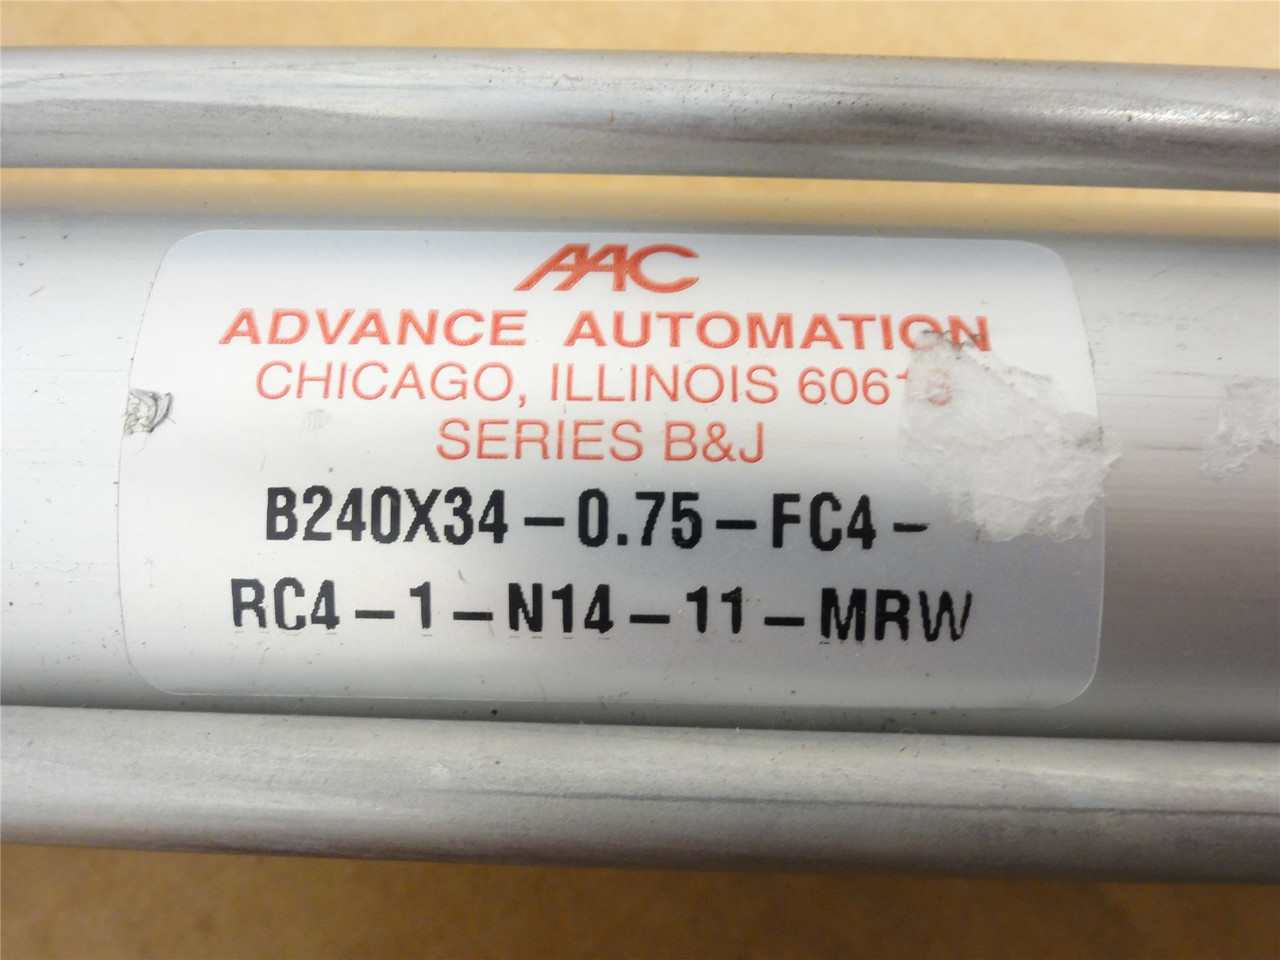 AAC
ADVANCE AUTOMATION
CHICAGO, ILLINOIS
SERIES B&J
B240X34-0.75-FC4-
RC4-1-N14-11-MRW